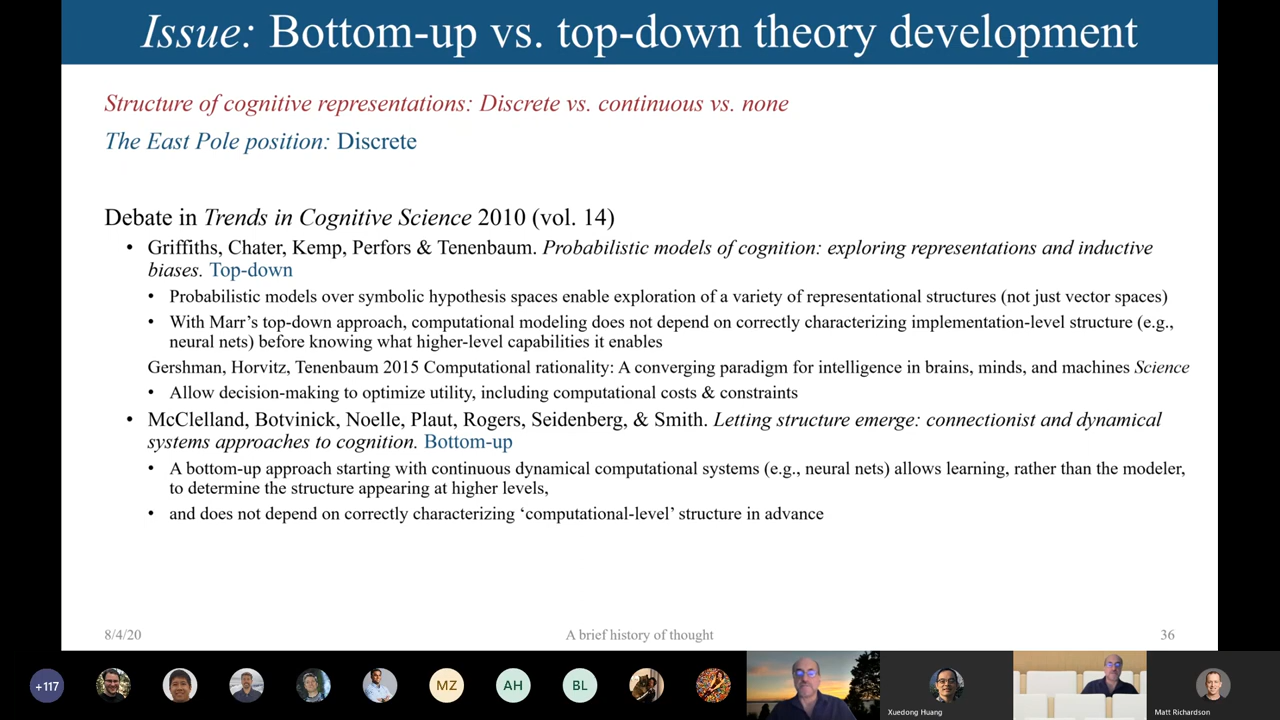 Issue: Bottom-up vs. top-down theory development
Structure of cognitive representations: Discrete vs. continuous vs. none
The East Pole position: Discrete
Debate in Trends in Cognitive Science 2010 (vol. 14)
• Griffiths, Chater, Kemp, Perfors & Tenenbaum. Probabilistic models of cognition: exploring representations and inductive
biases. Top-down
• Probabilistic models over symbolic hypothesis spaces enable exploration of a variety of representational structures (not just vector spaces)
• With Marr’s top-down approach, computational modeling does not depend on correctly characterizing implementation-level structure (e.g.,
neural nets) before knowing what higher-level capabilities it enables
Gershman, Horvitz, Tenenbaum 2015 Computational rationality: A converging paradigm for intelligence in brains, minds, and machines Science
• Allow decision-making to optimize utility, including computational costs & constraints
• McClelland, Botvinick, Noelle, Plaut, Rogers, Seidenberg, & Smith. Letting structure emerge: connectionist and dynamical
systems approaches to cognition. Bottom-up
• A bottom-up approach starting with continuous dynamical computational systems (e.g., neural nets) allows learning, rather than the modeler,
to determine the structure appearing at higher levels,
• and does not depend on correctly characterizing ‘computational-level’ structure in advance
8/4/20 A brief history of thought 36
+117 MZ AH BL
Xuedong Huang Matt Richardson